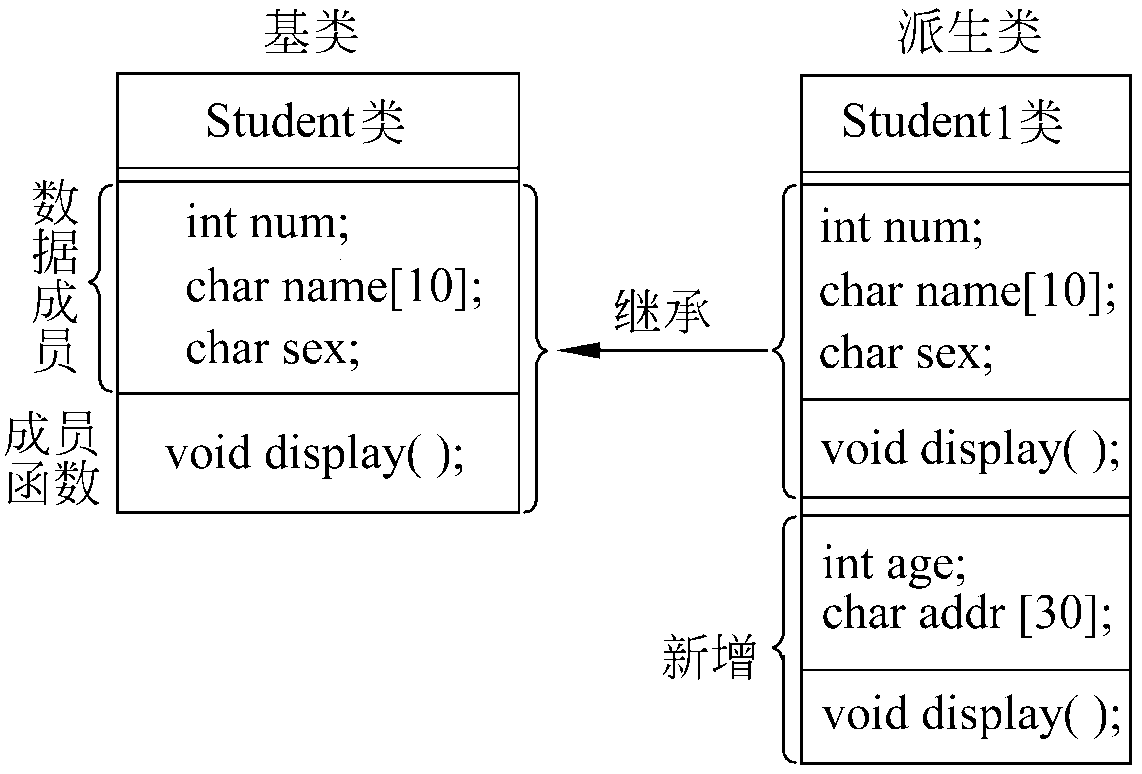 基类
Student类
数据成员
int num;
char name[10];
char sex;
成员
函数
void display( );
继承
派生类
Student1类
int num;
char name[10];
char sex;
void display( );
新增
int age;
char addr [30];
void display( );